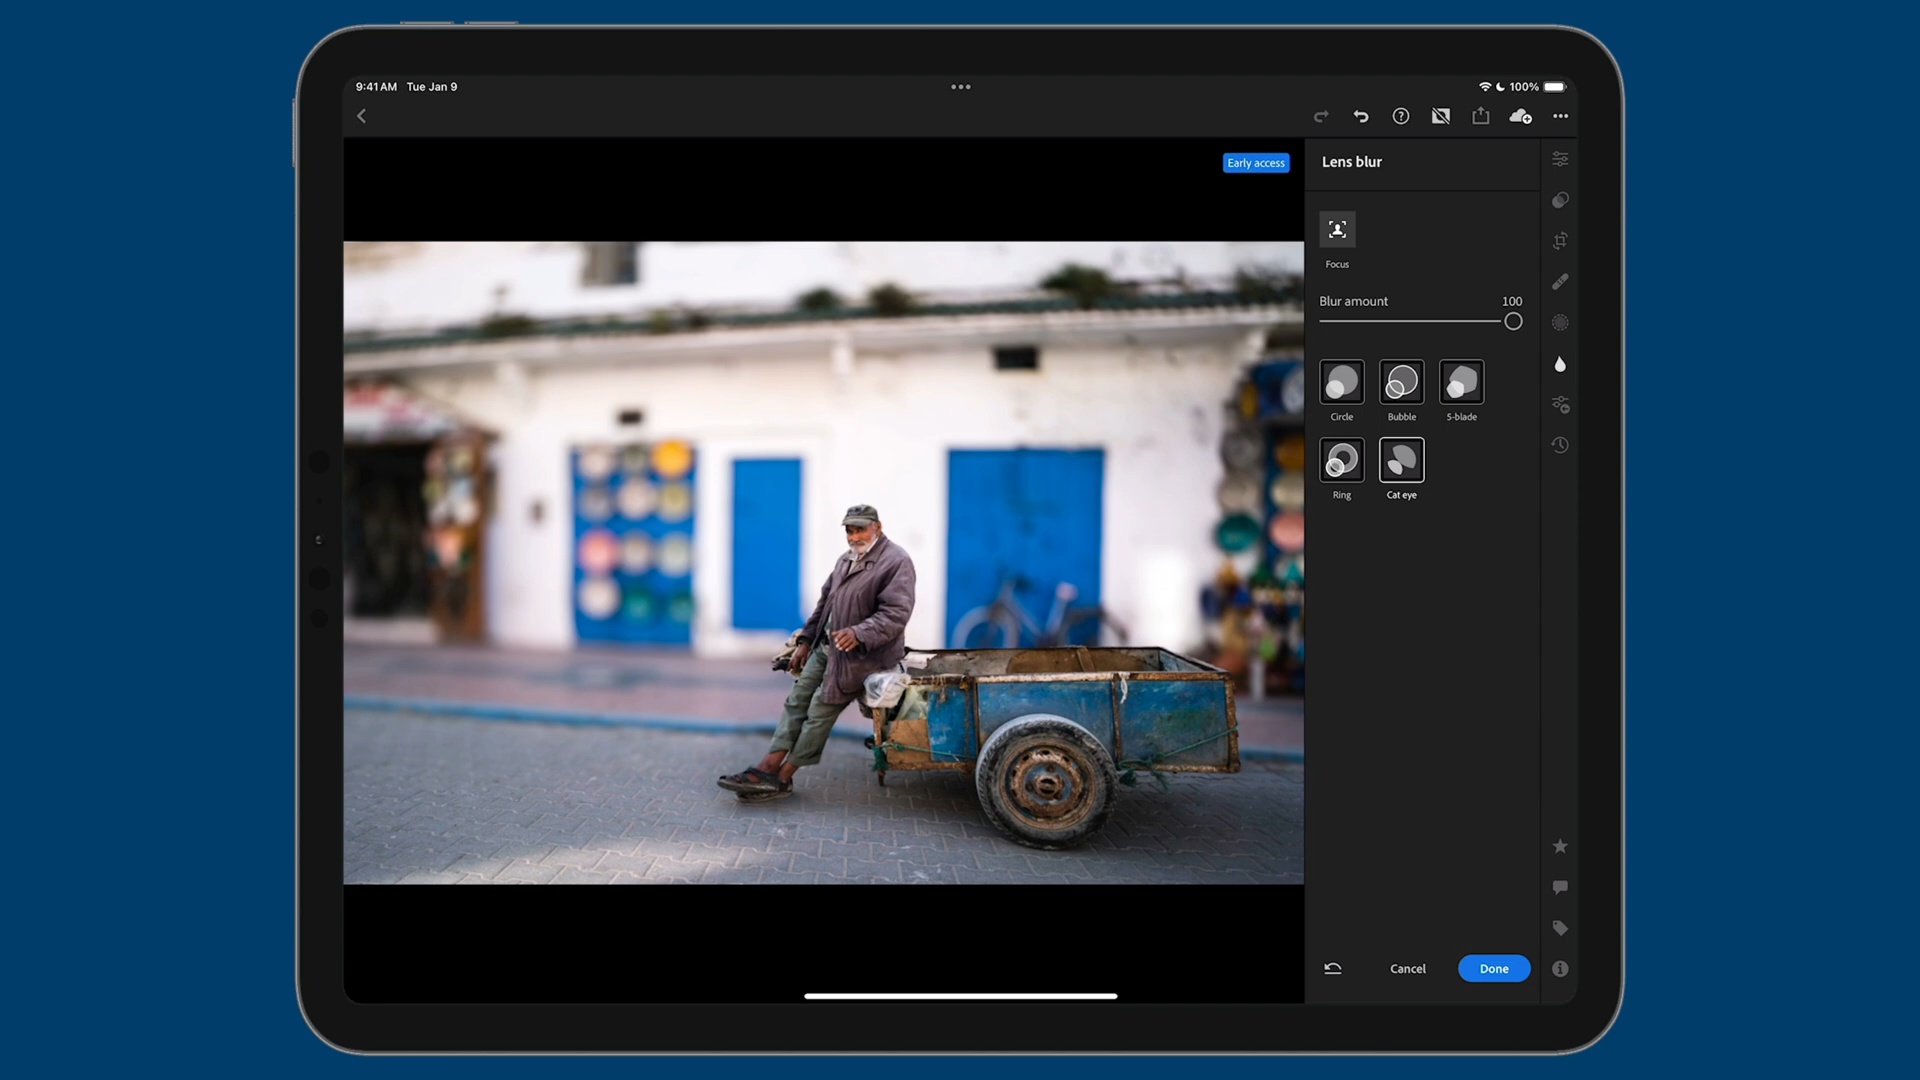 9:41 AM Tue Jan 9
100%
Early access
Lens blur
Focus
Blur amount 100
Circle Bubble 5-blade
Ring Cat eye
Cancel Done